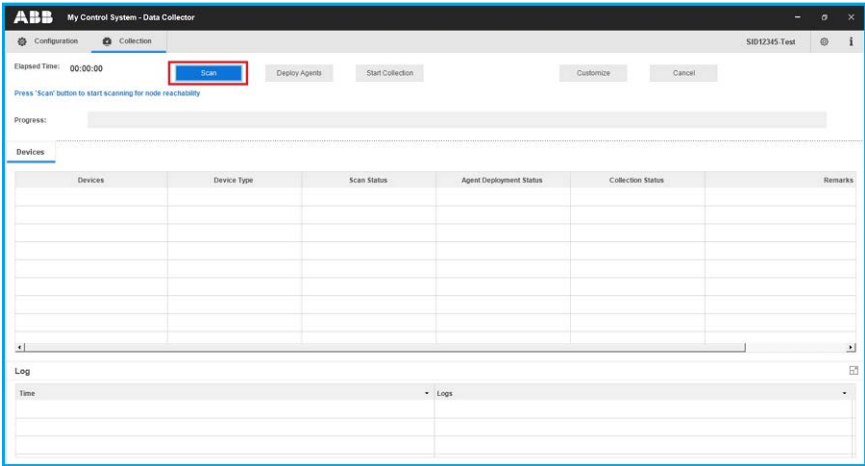 ABB My Control System - Data Collector
Configuration Collection SID12345-Test i
Elapsed Time: 00:00:00 Scan Deploy Agents Start Collection Customize Cancel
Press 'Scan' button to start scanning for node reachability
Progress:
Devices
Devices Device Type Scan Status Agent Deployment Status Collection Status Remarks
Log
Time Logs